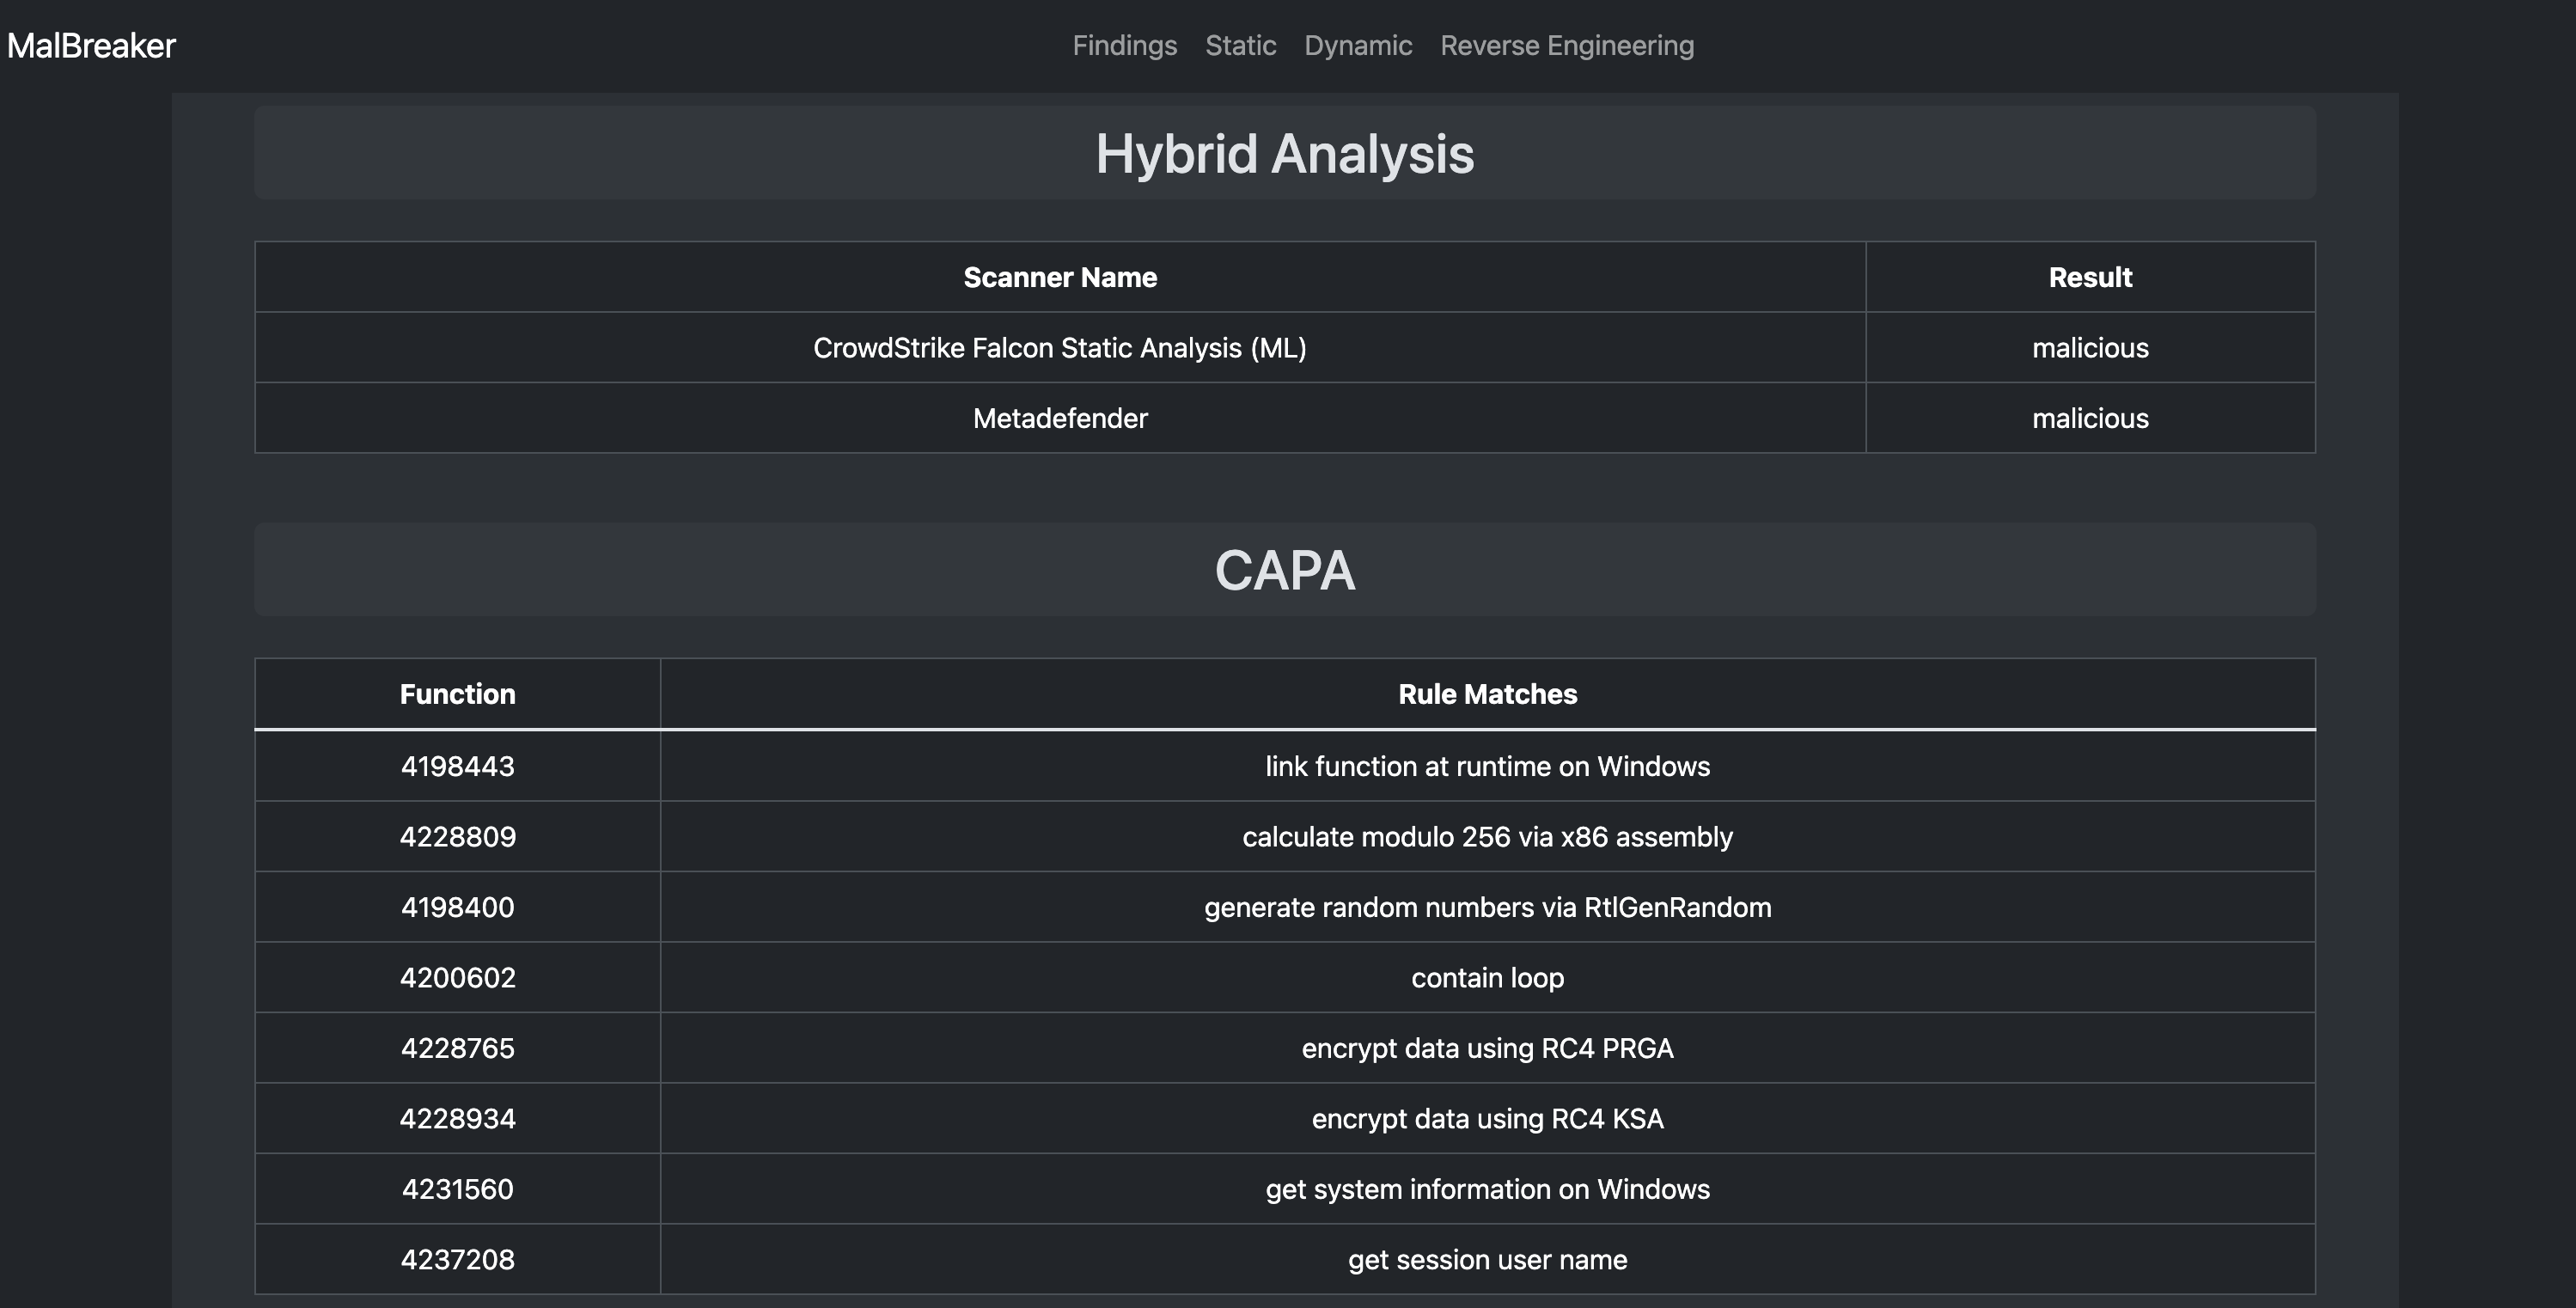 MalBreaker Findings Static Dynamic Reverse Engineering
Hybrid Analysis
Scanner Name Result
CrowdStrike Falcon Static Analysis (ML) malicious
Metadefender malicious
CAPA
Function Rule Matches
4198443 link function at runtime on Windows
4228809 calculate modulo 256 via x86 assembly
4198400 generate random numbers via RtlGenRandom
4200602 contain loop
4228765 encrypt data using RC4 PRGA
4228934 encrypt data using RC4 KSA
4231560 get system information on Windows
4237208 get session user name